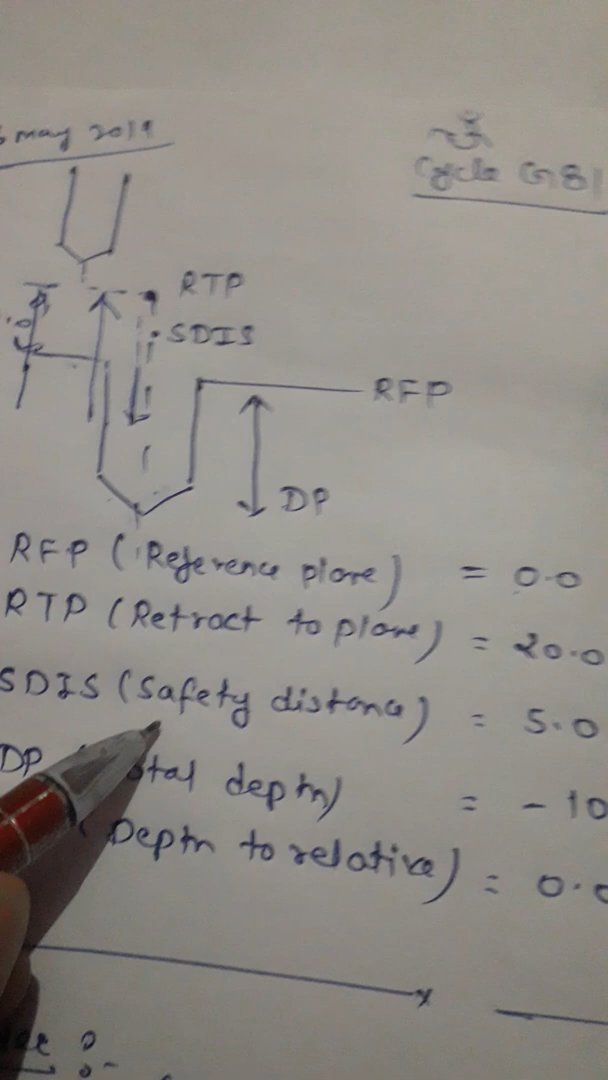 may 2019
ૐ
Cycle G81
RTP
SDIS
RFP
DP
RFP (Reference plane) = 0.0
RTP (Retract to plane) = 20.0
SDIS (Safety distance) = 5.0
DP tal depth) = - 10
(Depth to relative) = 0.0